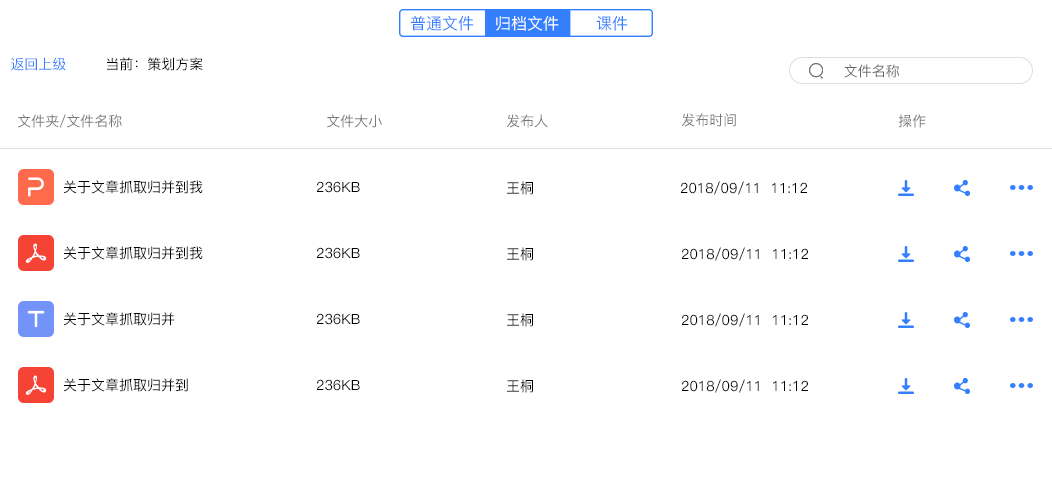 普通文件 归档文件 课件
返回上级 当前：策划方案 文件名称
文件夹/文件名称 文件大小 发布人 发布时间 操作
P 关于文章抓取归并到我 236KB 王桐 2018/09/11 11:12
关于文章抓取归并到我 236KB 王桐 2018/09/11 11:12
T 关于文章抓取归并 236KB 王桐 2018/09/11 11:12
关于文章抓取归并到 236KB 王桐 2018/09/11 11:12